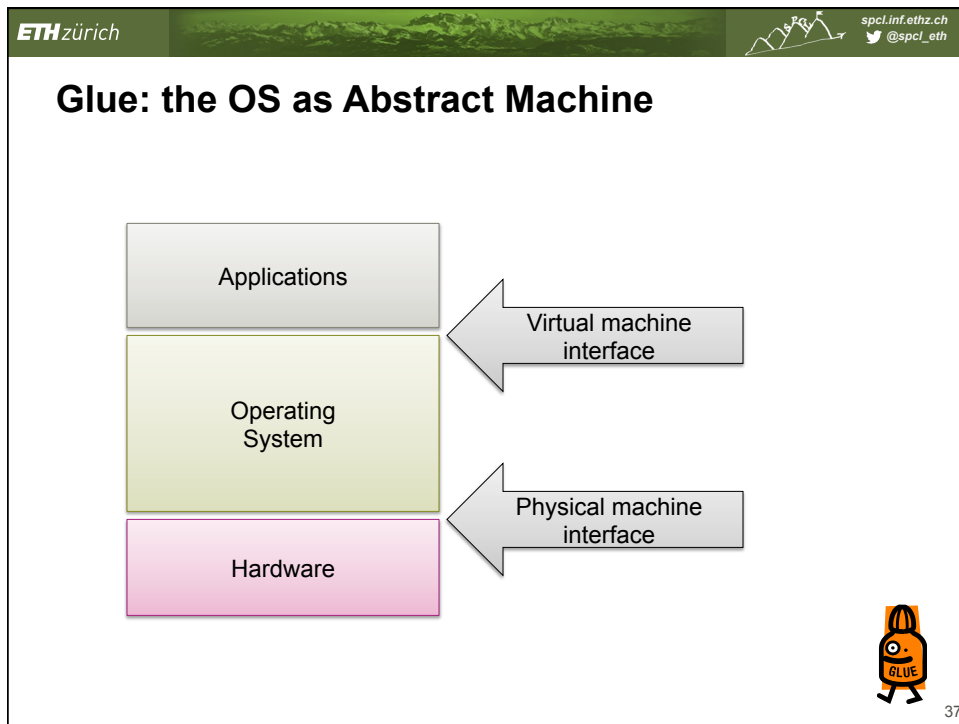 ETH zürich
spcl.inf.ethz.ch
@spcl_eth
Glue: the OS as Abstract Machine
Applications
Virtual machine
interface
Operating
System
Physical machine
interface
Hardware
GLUE
37